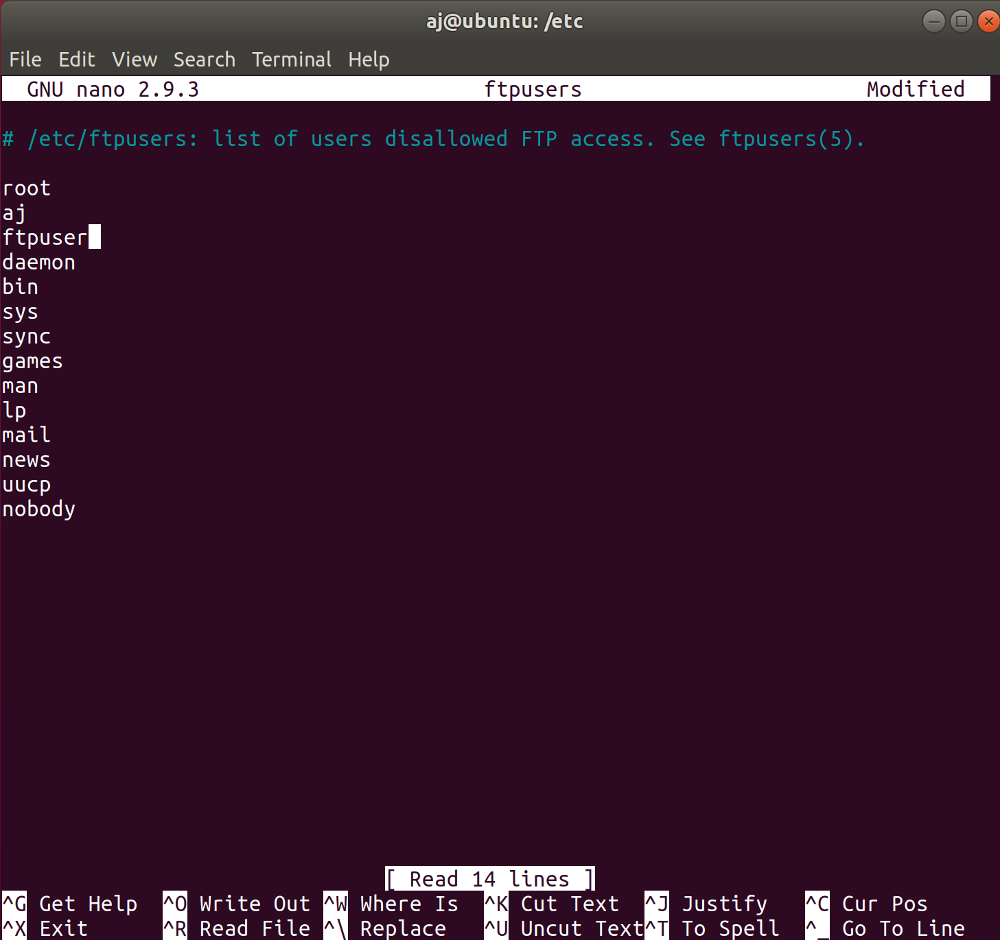 aj@ubuntu: /etc
File Edit View Search Terminal Help
GNU nano 2.9.3 ftpusers Modified
# /etc/ftpusers: list of users disallowed FTP access. See ftpusers(5).
root
aj
ftpuser
daemon
bin
sys
sync
games
man
lp
mail
news
uucp
nobody
[ Read 14 lines ]
^G Get Help ^O Write Out ^W Where Is ^K Cut Text ^J Justify ^C Cur Pos
^X Exit ^R Read File ^\ Replace ^U Uncut Text ^T To Spell ^_ Go To Line